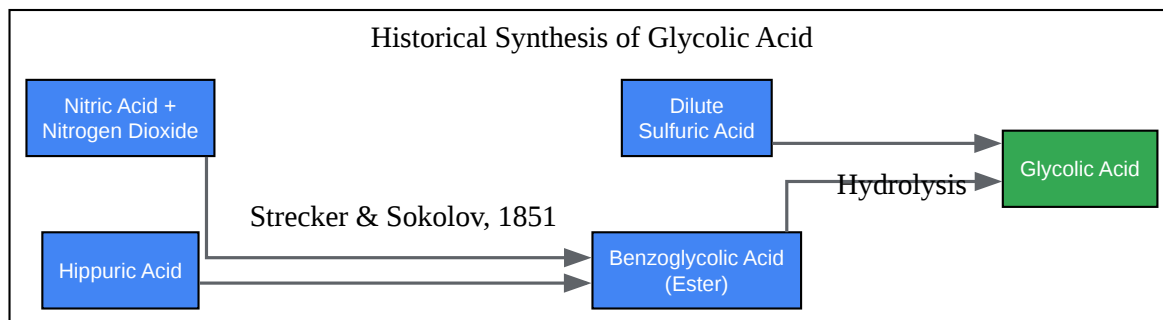 Historical Synthesis of Glycolic Acid
Nitric Acid +
Nitrogen Dioxide
Dilute
Sulfuric Acid
Glycolic Acid
Hydrolysis
Strecker & Sokolov, 1851
Hippuric Acid
Benzoglycolic Acid
(Ester)